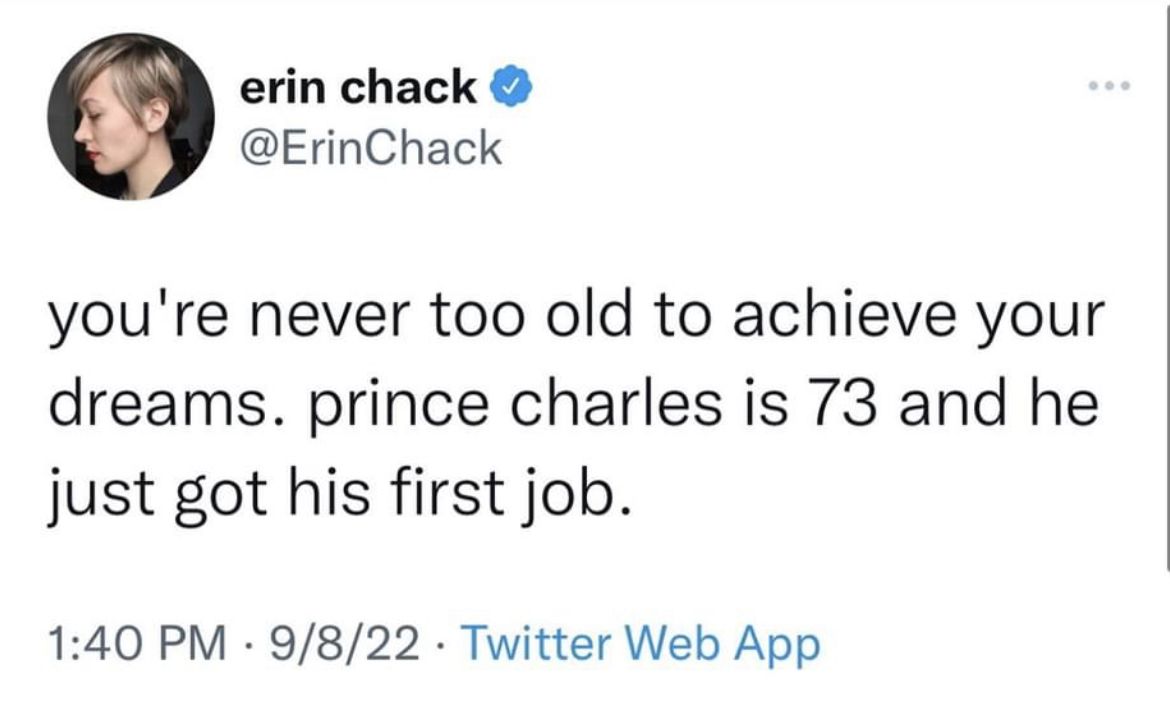 erin chack
@ErinChack
you're never too old to achieve your
dreams. prince charles is 73 and he
just got his first job.
1:40 PM · 9/8/22 · Twitter Web App